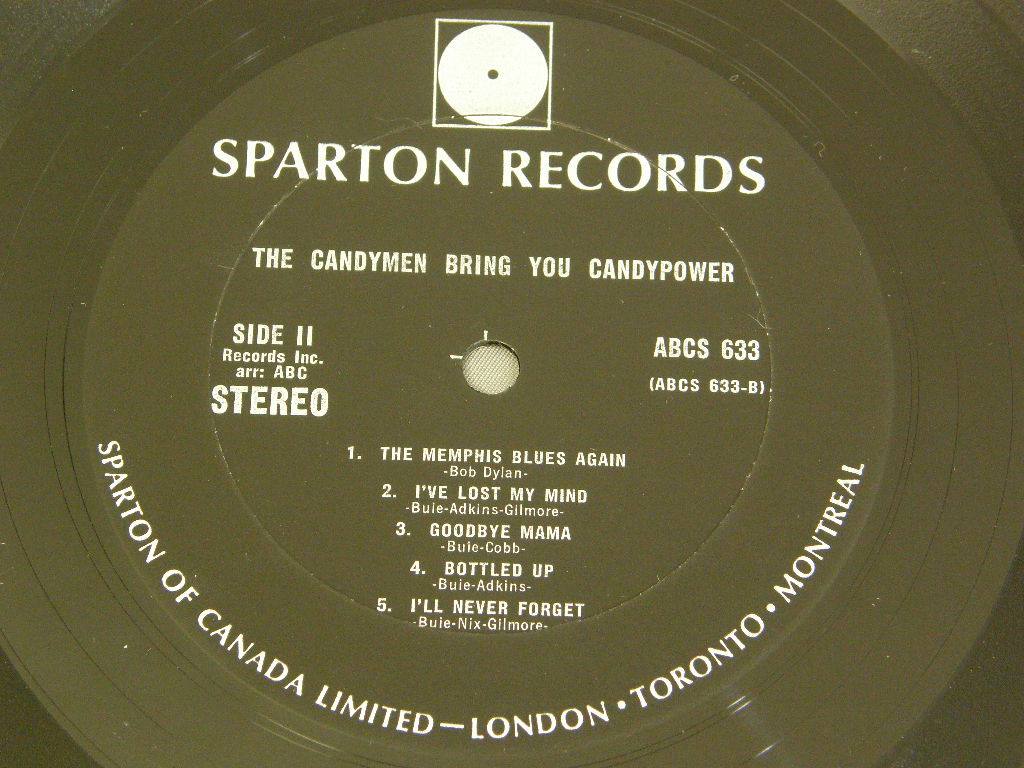 SPARTON RECORDS
THE CANDYMEN BRING YOU CANDYPOWER
SIDE II
Records Inc.
arr: ABC
STEREO
ABCS 633
(ABCS 633-B)
1. THE MEMPHIS BLUES AGAIN
-Bob Dylan-
2. I'VE LOST MY MIND
-Buie-Adkins-Gilmore-
3. GOODBYE MAMA
-Buie-Cobb-
4. BOTTLED UP
-Buie-Adkins-
5. I'LL NEVER FORGET
-Buie-Nix-Gilmore-
SPARTON OF CANADA LIMITED—LONDON • TORONTO • MONTREAL